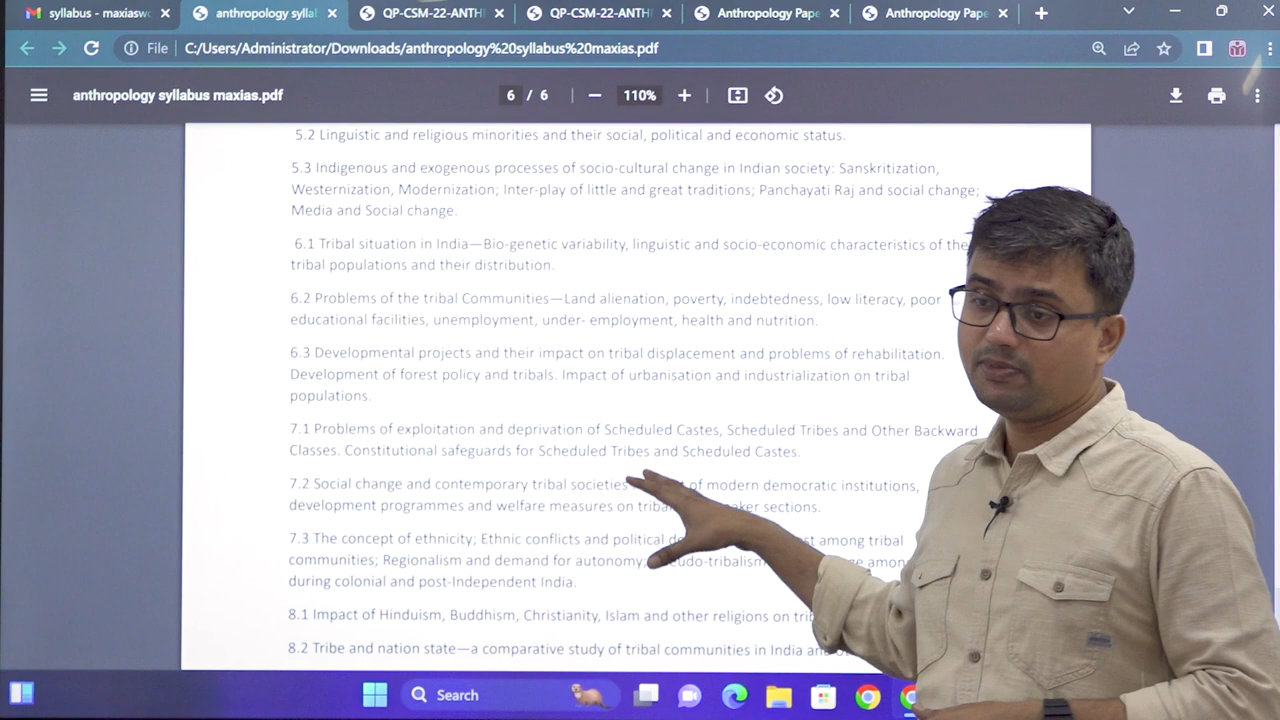 syllabus - maxiasw
anthropology syllab
QP-CSM-22-ANTH
QP-CSM-22-ANTH
Anthropology Pape
Anthropology Pape
File
C:/Users/Administrator/Downloads/anthropology%20syllabus%20maxias.pdf
anthropology syllabus maxias.pdf
6 / 6
110%
5.2 Linguistic and religious minorities and their social, political and economic status.
5.3 Indigenous and exogenous processes of socio-cultural change in Indian society: Sanskritization,
Westernization, Modernization; Inter-play of little and great traditions; Panchayati Raj and social change;
Media and Social change.
6.1 Tribal situation in India—Bio-genetic variability, linguistic and socio-economic characteristics of the
tribal populations and their distribution.
6.2 Problems of the tribal Communities—Land alienation, poverty, indebtedness, low literacy, poor
educational facilities, unemployment, under- employment, health and nutrition.
6.3 Developmental projects and their impact on tribal displacement and problems of rehabilitation.
Development of forest policy and tribals. Impact of urbanisation and industrialization on tribal
populations.
7.1 Problems of exploitation and deprivation of Scheduled Castes, Scheduled Tribes and Other Backward
Classes. Constitutional safeguards for Scheduled Tribes and Scheduled Castes.
7.2 Social change and contemporary tribal societies of modern democratic institutions,
development programmes and welfare measures on sections.
7.3 The concept of ethnicity; Ethnic conflicts and political among tribal
communities; Regionalism and demand for autonomy;
during colonial and post-Independent India.
8.1 Impact of Hinduism, Buddhism, Christianity, Islam and other religions on
8.2 Tribe and nation state—a comparative study of tribal communities in India and
Search